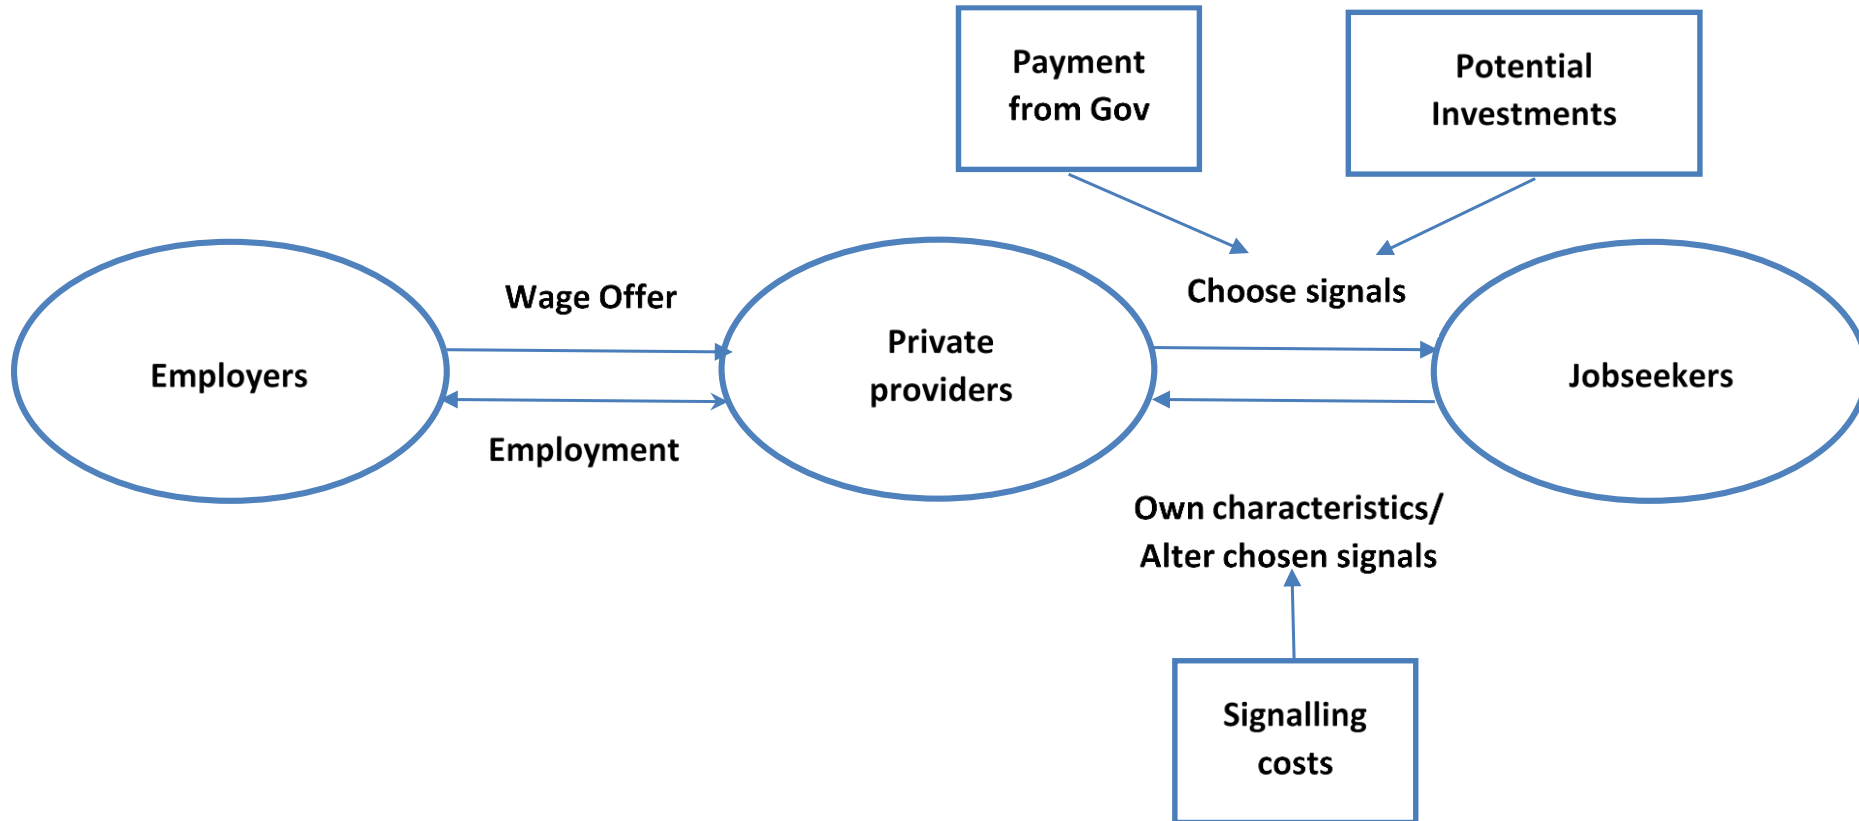 Payment
from Gov
Potential
Investments
Wage Offer
Choose signals
Employers
Private
providers
Jobseekers
Employment
Own characteristics/
Alter chosen signals
Signalling
costs